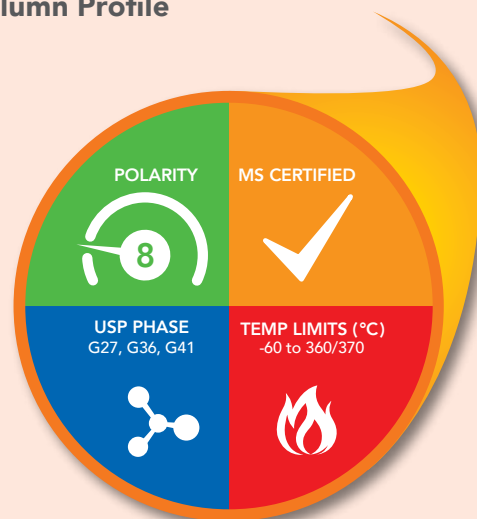 lumn Profile
POLARITY
8
MS CERTIFIED
USP PHASE
G27, G36, G41
TEMP LIMITS (°C)
-60 to 360/370